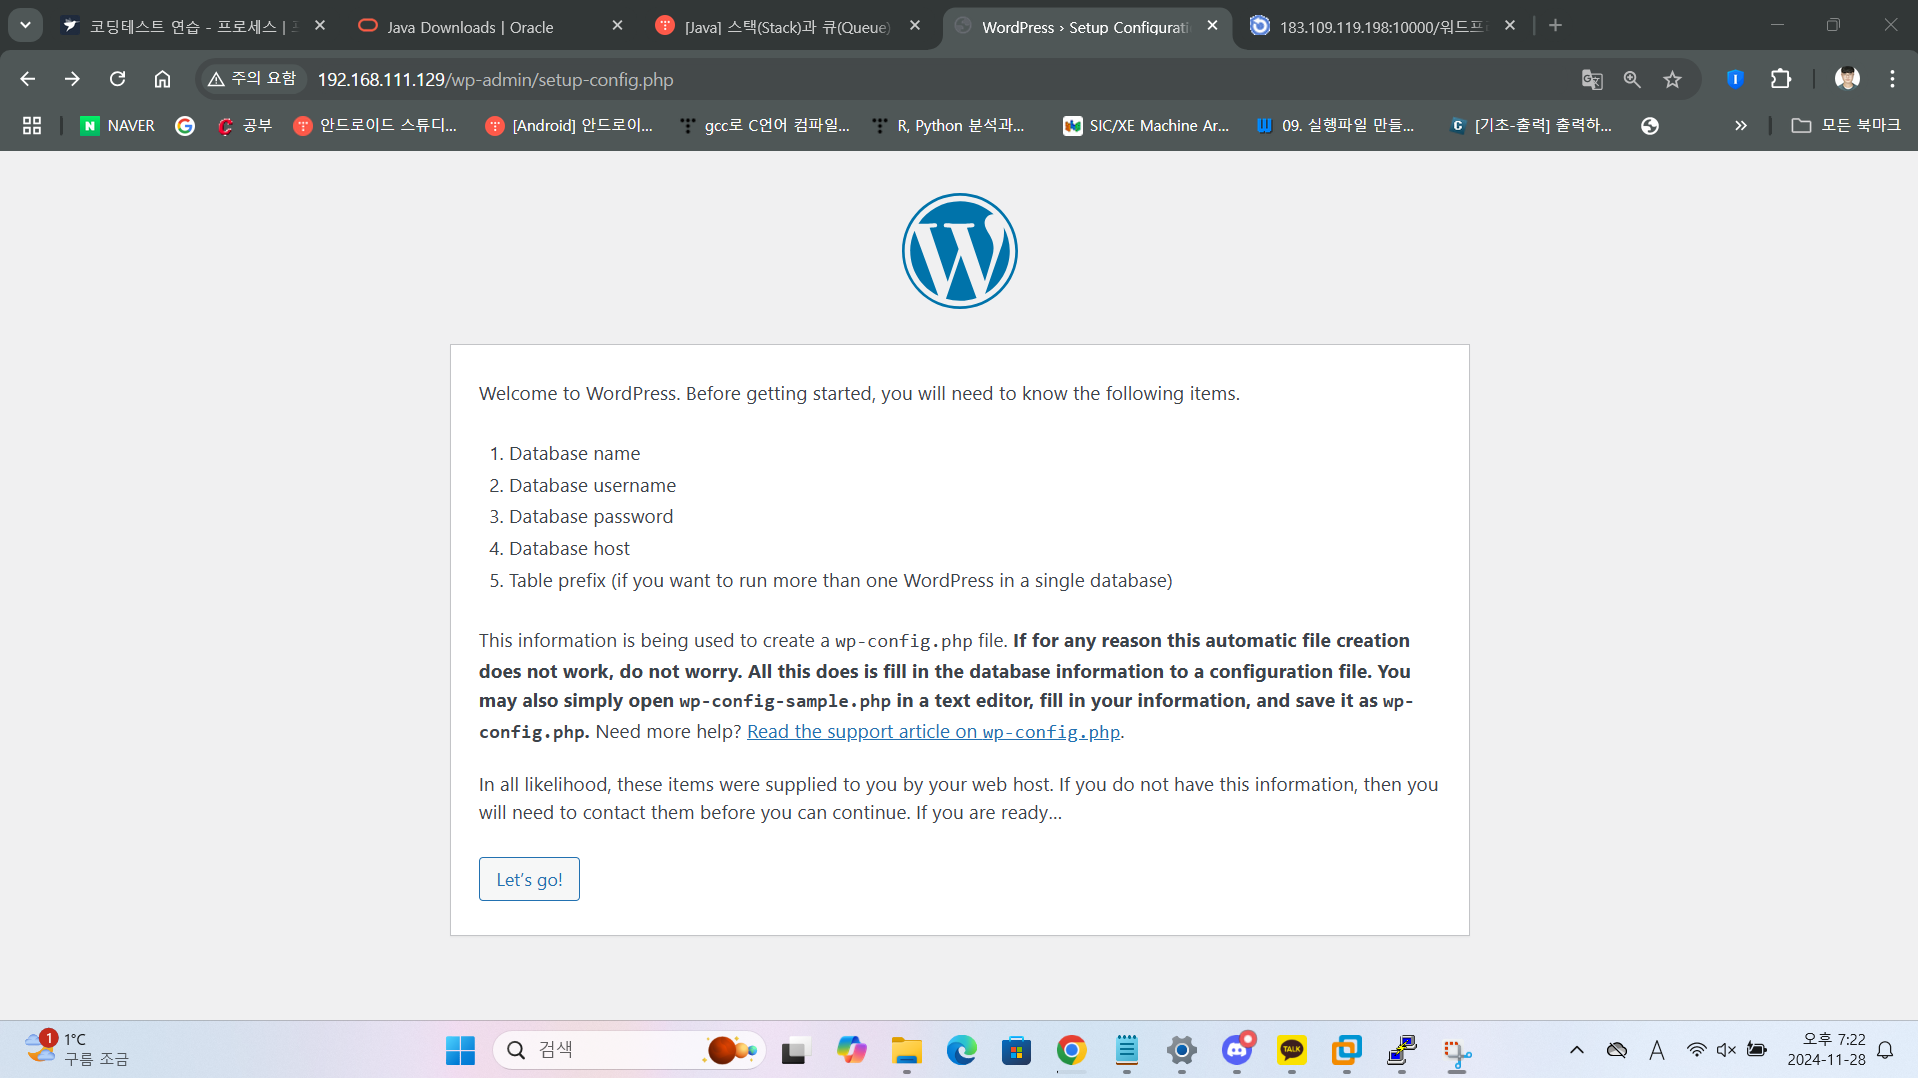 코딩테스트 연습 - 프로세스 |
Java Downloads | Oracle
[Java] 스택(Stack)과 큐(Queue)
WordPress › Setup Configurati
183.109.119.198:10000/워드프
주의 요함
192.168.111.129/wp-admin/setup-config.php
NAVER
공부
안드로이드 스튜디...
[Android] 안드로이...
gcc로 C언어 컴파일...
R, Python 분석과...
SIC/XE Machine Ar...
09. 실행파일 만들...
[기초-출력] 출력하...
모든 북마크
Welcome to WordPress. Before getting started, you will need to know the following items.
1. Database name
2. Database username
3. Database password
4. Database host
5. Table prefix (if you want to run more than one WordPress in a single database)
This information is being used to create a wp-config.php file. If for any reason this automatic file creation
does not work, do not worry. All this does is fill in the database information to a configuration file. You
may also simply open wp-config-sample.php in a text editor, fill in your information, and save it as wp-
config.php. Need more help? Read the support article on wp-config.php.
In all likelihood, these items were supplied to you by your web host. If you do not have this information, then you
will need to contact them before you can continue. If you are ready…
Let’s go!
1
1°C
구름 조금
검색
TALK
A
오후 7:22
2024-11-28